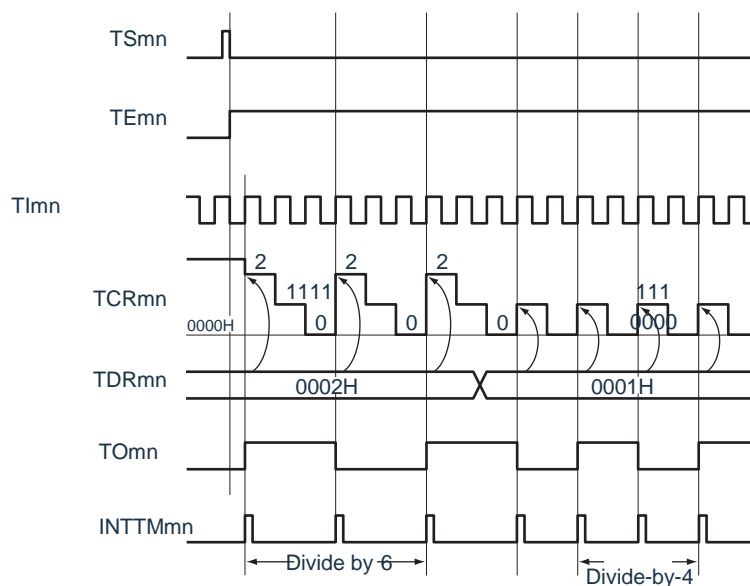 TSmn
TEmn
TImn
2 2 2
1111 111
TCRmn
0000H 0 0 0 0000
TDRmn
0002H 0001H
TOmn
INTTMmn
Divide by 6
Divide-by-4